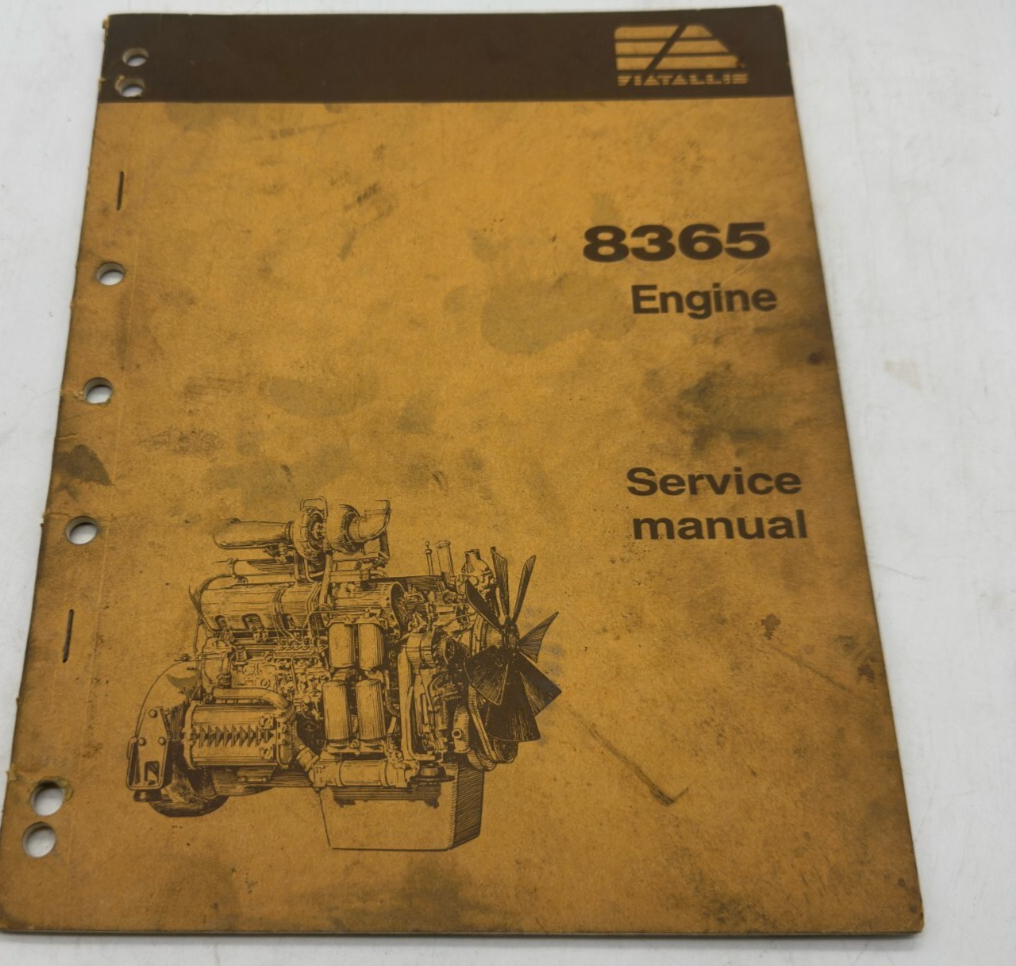 FIATALLIS
8365
Engine
Service
manual